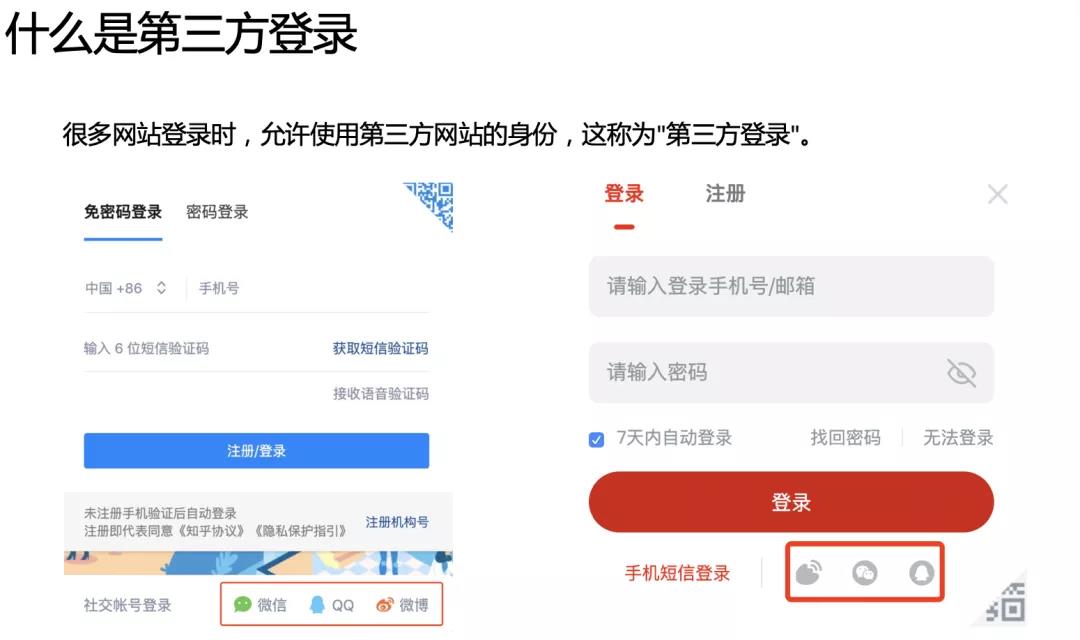 什么是第三方登录
很多网站登录时，允许使用第三方网站的身份，这称为"第三方登录"。
免密码登录 密码登录
中国 +86 手机号
输入 6 位短信验证码 获取短信验证码
接收语音验证码
注册/登录
未注册手机验证后自动登录
注册即代表同意《知乎协议》《隐私保护指引》 注册机构号
社交帐号登录 微信 QQ 微博
登录 注册
请输入登录手机号/邮箱
请输入密码
7天内自动登录 找回密码 无法登录
登录
手机短信登录